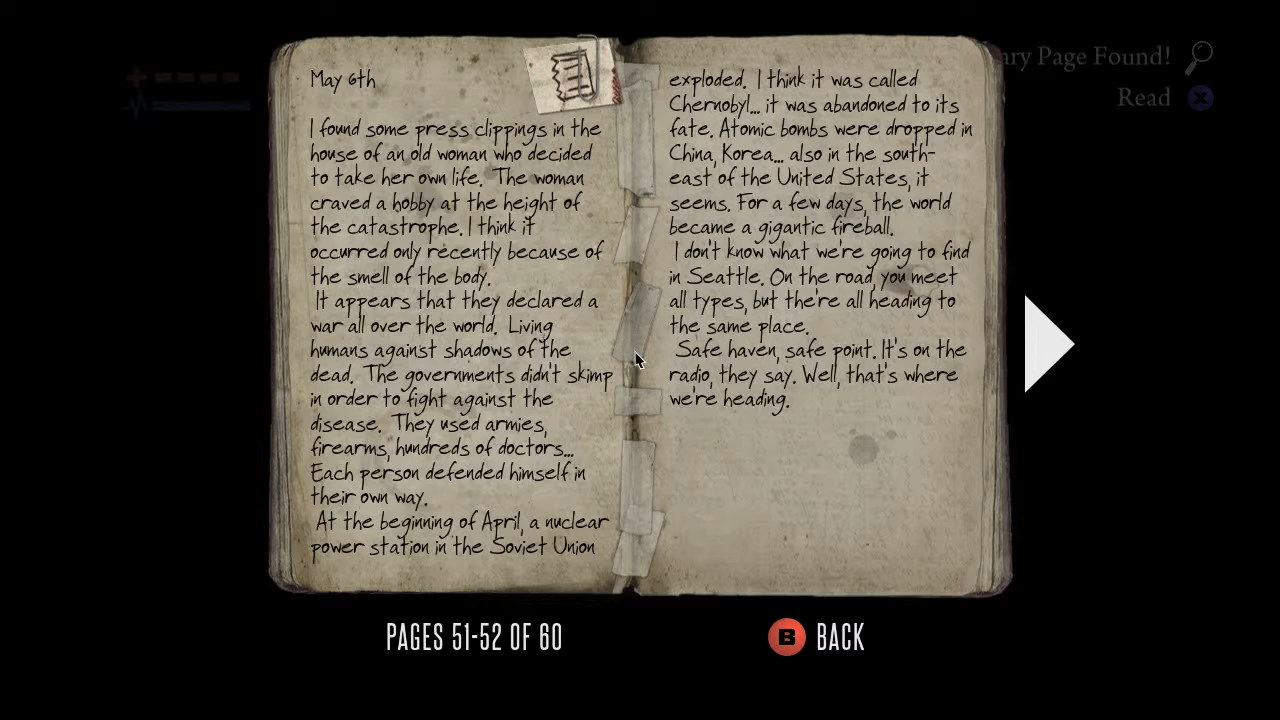 ary Page Found!
Read
May 6th
I found some press clippings in the
house of an old woman who decided
to take her own life. The woman
craved a hobby at the height of
the catastrophe. I think it
occurred only recently because of
the smell of the body.
It appears that they declared a
war all over the world. Living
humans against shadows of the
dead. The governments didn't skimp
in order to fight against the
disease. They used armies,
firearms, hundreds of doctors...
Each person defended himself in
their own way.
At the beginning of April, a nuclear
power station in the Soviet Union
exploded. I think it was called
Chernobyl... it was abandoned to its
fate. Atomic bombs were dropped in
China, Korea... also in the south-
east of the United States, it
seems. For a few days, the world
became a gigantic fireball.
I don't know what we're going to find
in Seattle. On the road, you meet
all types, but the're all heading to
the same place.
Safe haven, safe point. It's on the
radio, they say. Well, that's where
we're heading.
PAGES 51-52 OF 60
B BACK